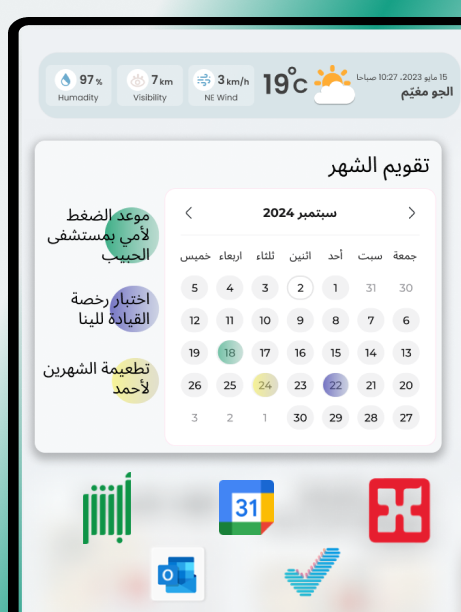 97 %
Humadity
7 km
Visibility
3 km/h
NE Wind
19°C
15 مايو 2023، 10:27 صباحا
الجو مغيّم
تقويم الشهر
سبتمبر 2024
جمعة سبت أحد اثنين ثلثاء اربعاء خميس
30 31 1 2 3 4 5
6 7 8 9 10 11 12
13 14 15 16 17 18 19
20 21 22 23 24 25 26
27 28 29 30 1 2 3
موعد الضغط
لأمي بمستشفى
الحبيب
اختبار رخصة
القيادة للينا
تطعيمة الشهرين
لأحمد
أبشر
31
O